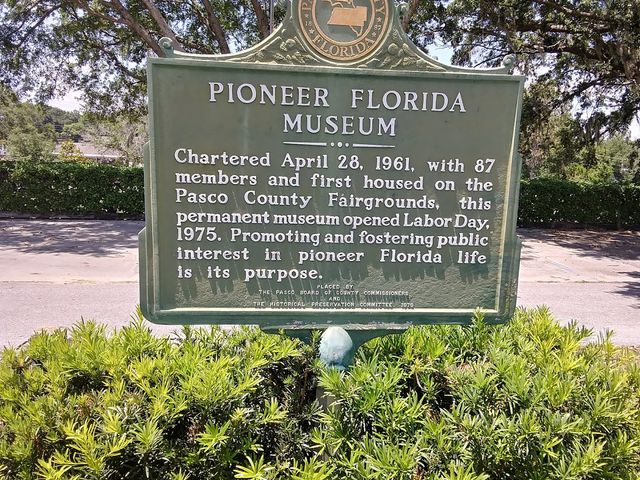 FLORIDA
PIONEER FLORIDA
MUSEUM
Chartered April 28, 1961, with 87
members and first housed on the
Pasco County Fairgrounds, this
permanent museum opened Labor Day,
1975. Promoting and fostering public
interest in pioneer Florida life
is its purpose.
PLACED BY
THE PASCO BOARD OF COUNTY COMMISSIONERS
AND
THE HISTORICAL PRESERVATION COMMITTEE,